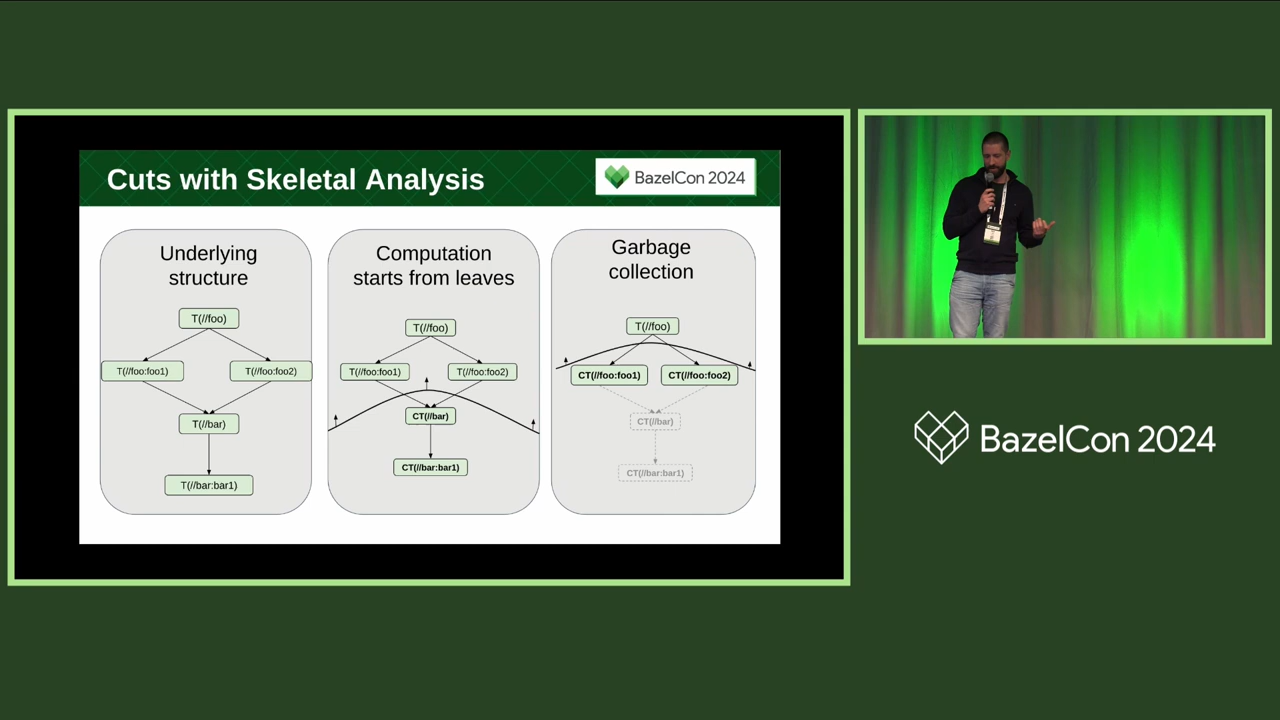 Cuts with Skeletal Analysis
BazelCon 2024
Underlying
structure
T(//foo)
T(//foo:foo1)
T(//foo:foo2)
T(//bar)
T(//bar:bar1)
Computation
starts from leaves
T(//foo)
T(//foo:foo1)
T(//foo:foo2)
CT(//bar)
CT(//bar:bar1)
Garbage
collection
T(//foo)
CT(//foo:foo1)
CT(//foo:foo2)
CT(//bar)
CT(//bar:bar1)
BazelCon 2024